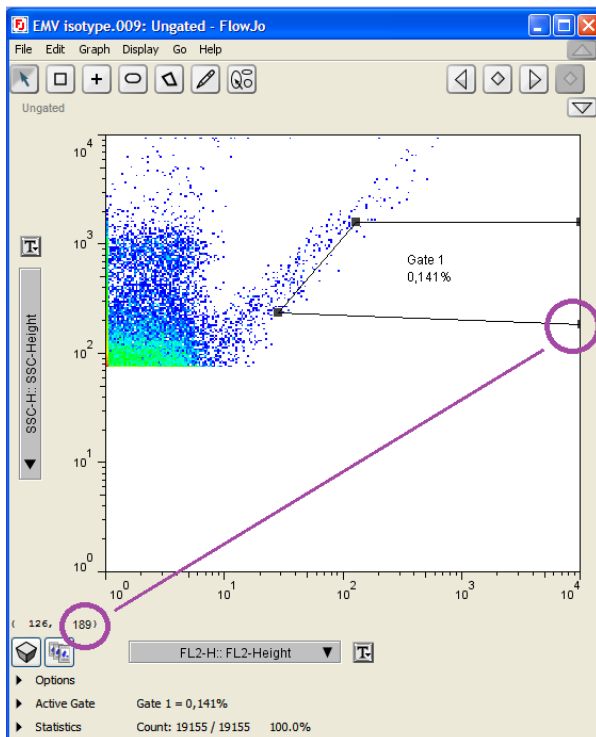 EMV isotype.009: Ungated - FlowJo
File Edit Graph Display Go Help
Ungated
10^4
10^3
10^2
10^1
10^0
SSC-H:: SSC-Height
T
Gate 1
0,141%
10^0 10^1 10^2 10^3 10^4
( 126, 189)
FL2-H:: FL2-Height T
Options
Active Gate Gate 1 = 0,141%
Statistics Count: 19155 / 19155 100.0%